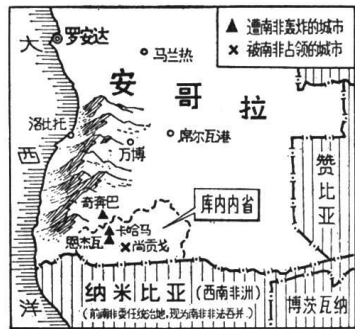 ▲ 遭南非轰炸的城市
× 被南非占领的城市
大西洋
罗安达
马兰热
安哥拉
洛比托
万博
席尔瓦港
赞比亚
奇奔巴
库内内省
卡哈马
恩杰瓦
尚贡戈
纳米比亚(西南非洲)
(前南非委任统治地,现为南非非法吞并)
博茨瓦纳